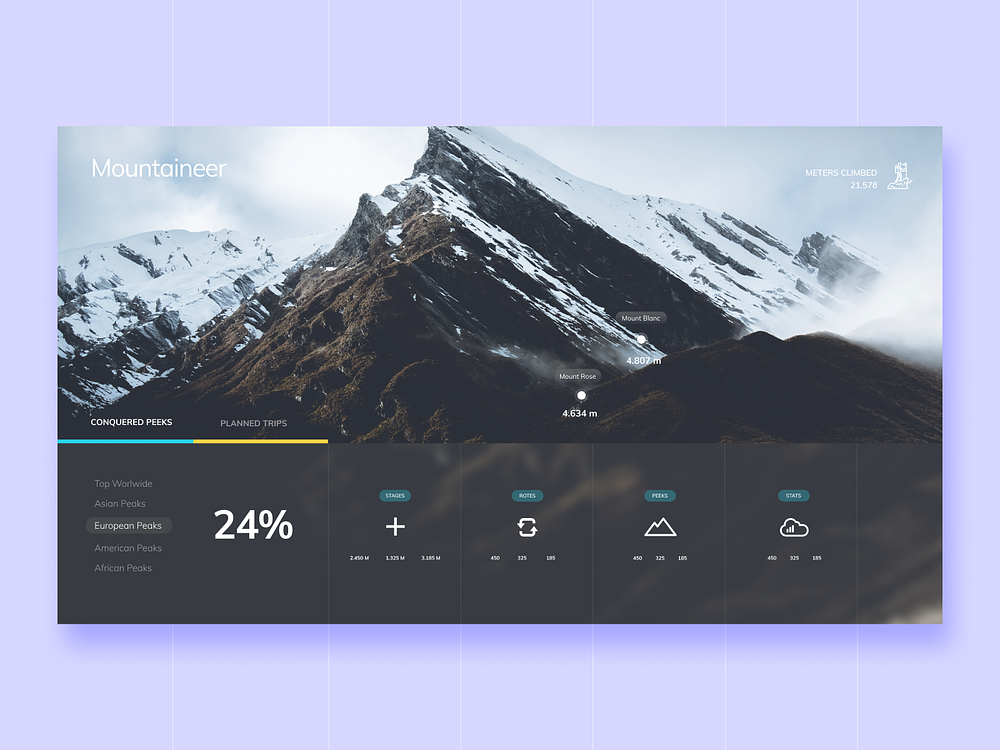 Mountaineer
METERS CLIMBED
21.578
Mount Blanc
4.807 m
Mount Rose
4.634 m
CONQUERED PEEKS
PLANNED TRIPS
Top Worlwide
Asian Peaks
European Peaks
American Peaks
African Peaks
24%
STAGES
2.450 M 1.325 M 3.185 M
ROTES
450 325 185
PEEKS
450 325 185
STATS
450 325 185